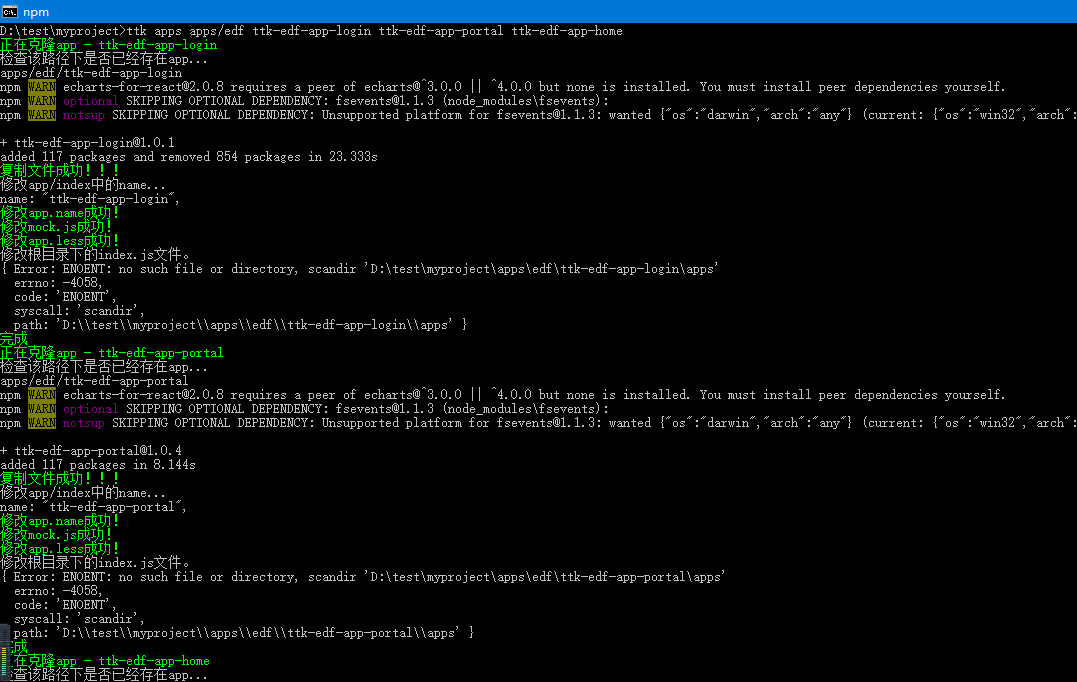 npm
D:\test\myproject>ttk apps apps/edf ttk-edf-app-login ttk-edf-app-portal ttk-edf-app-home
正在克隆app - ttk-edf-app-login
检查该路径下是否已经存在app...
apps/edf/ttk-edf-app-login
npm WARN echarts-for-react@2.0.8 requires a peer of echarts@^3.0.0 || ^4.0.0 but none is installed. You must install peer dependencies yourself.
npm WARN optional SKIPPING OPTIONAL DEPENDENCY: fsevents@1.1.3 (node_modules\fsevents):
npm WARN notsup SKIPPING OPTIONAL DEPENDENCY: Unsupported platform for fsevents@1.1.3: wanted {"os":"darwin","arch":"any"} (current: {"os":"win32","arch":
+ ttk-edf-app-login@1.0.1
added 117 packages and removed 854 packages in 23.333s
复制文件成功！！！
修改app/index中的name...
name: "ttk-edf-app-login",
修改app.name成功！
修改mock.js成功！
修改app.less成功！
修改根目录下的index.js文件。
{ Error: ENOENT: no such file or directory, scandir 'D:\test\myproject\apps\edf\ttk-edf-app-login\apps'
errno: -4058,
code: 'ENOENT',
syscall: 'scandir',
path: 'D:\\test\\myproject\\apps\\edf\\ttk-edf-app-login\\apps' }
完成
正在克隆app - ttk-edf-app-portal
检查该路径下是否已经存在app...
apps/edf/ttk-edf-app-portal
npm WARN echarts-for-react@2.0.8 requires a peer of echarts@^3.0.0 || ^4.0.0 but none is installed. You must install peer dependencies yourself.
npm WARN optional SKIPPING OPTIONAL DEPENDENCY: fsevents@1.1.3 (node_modules\fsevents):
npm WARN notsup SKIPPING OPTIONAL DEPENDENCY: Unsupported platform for fsevents@1.1.3: wanted {"os":"darwin","arch":"any"} (current: {"os":"win32","arch":
+ ttk-edf-app-portal@1.0.4
added 117 packages in 8.144s
复制文件成功！！！
修改app/index中的name...
name: "ttk-edf-app-portal",
修改app.name成功！
修改mock.js成功！
修改app.less成功！
修改根目录下的index.js文件。
{ Error: ENOENT: no such file or directory, scandir 'D:\test\myproject\apps\edf\ttk-edf-app-portal\apps'
errno: -4058,
code: 'ENOENT',
syscall: 'scandir',
path: 'D:\\test\\myproject\\apps\\edf\\ttk-edf-app-portal\\apps' }
完成
在克隆app - ttk-edf-app-home
检查该路径下是否已经存在app...